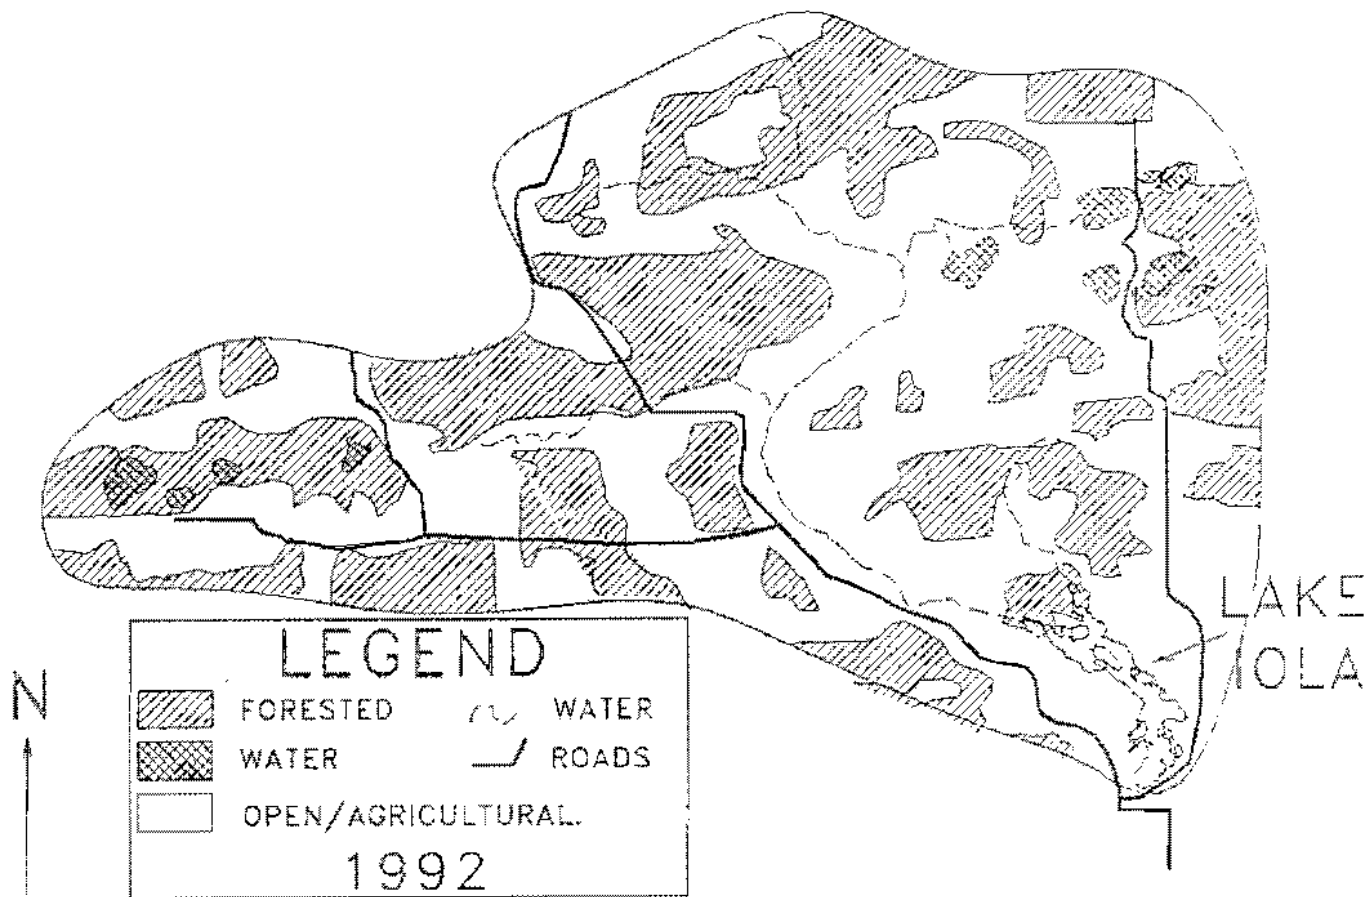 LAKE
IOLA
N
LEGEND
FORESTED
WATER
WATER
ROADS
OPEN/AGRICULTURAL.
1992